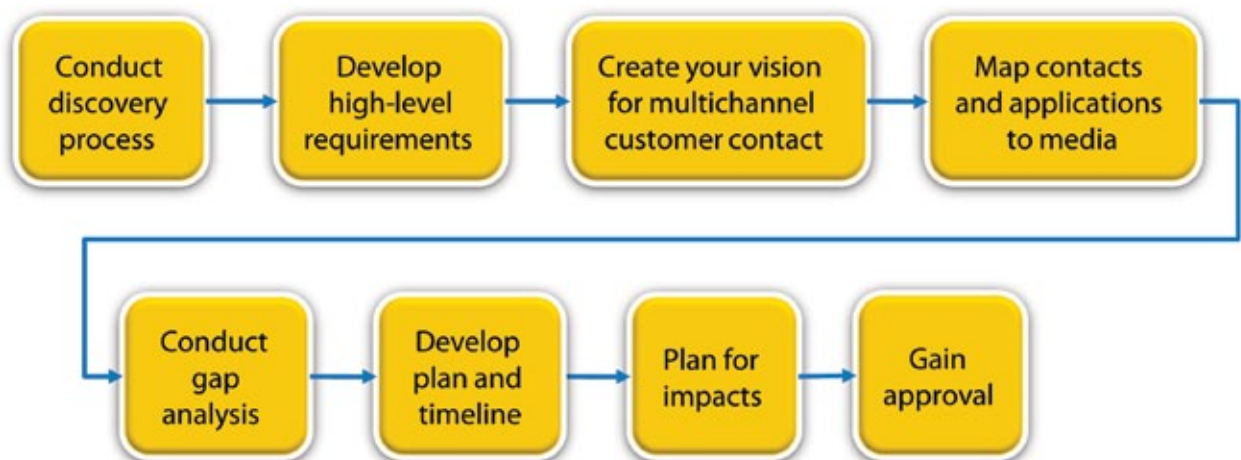 Conduct
discovery
process
Develop
high-level
requirements
Create your vision
for multichannel
customer contact
Map contacts
and applications
to media
Conduct
gap
analysis
Develop
plan and
timeline
Plan for
impacts
Gain
approval